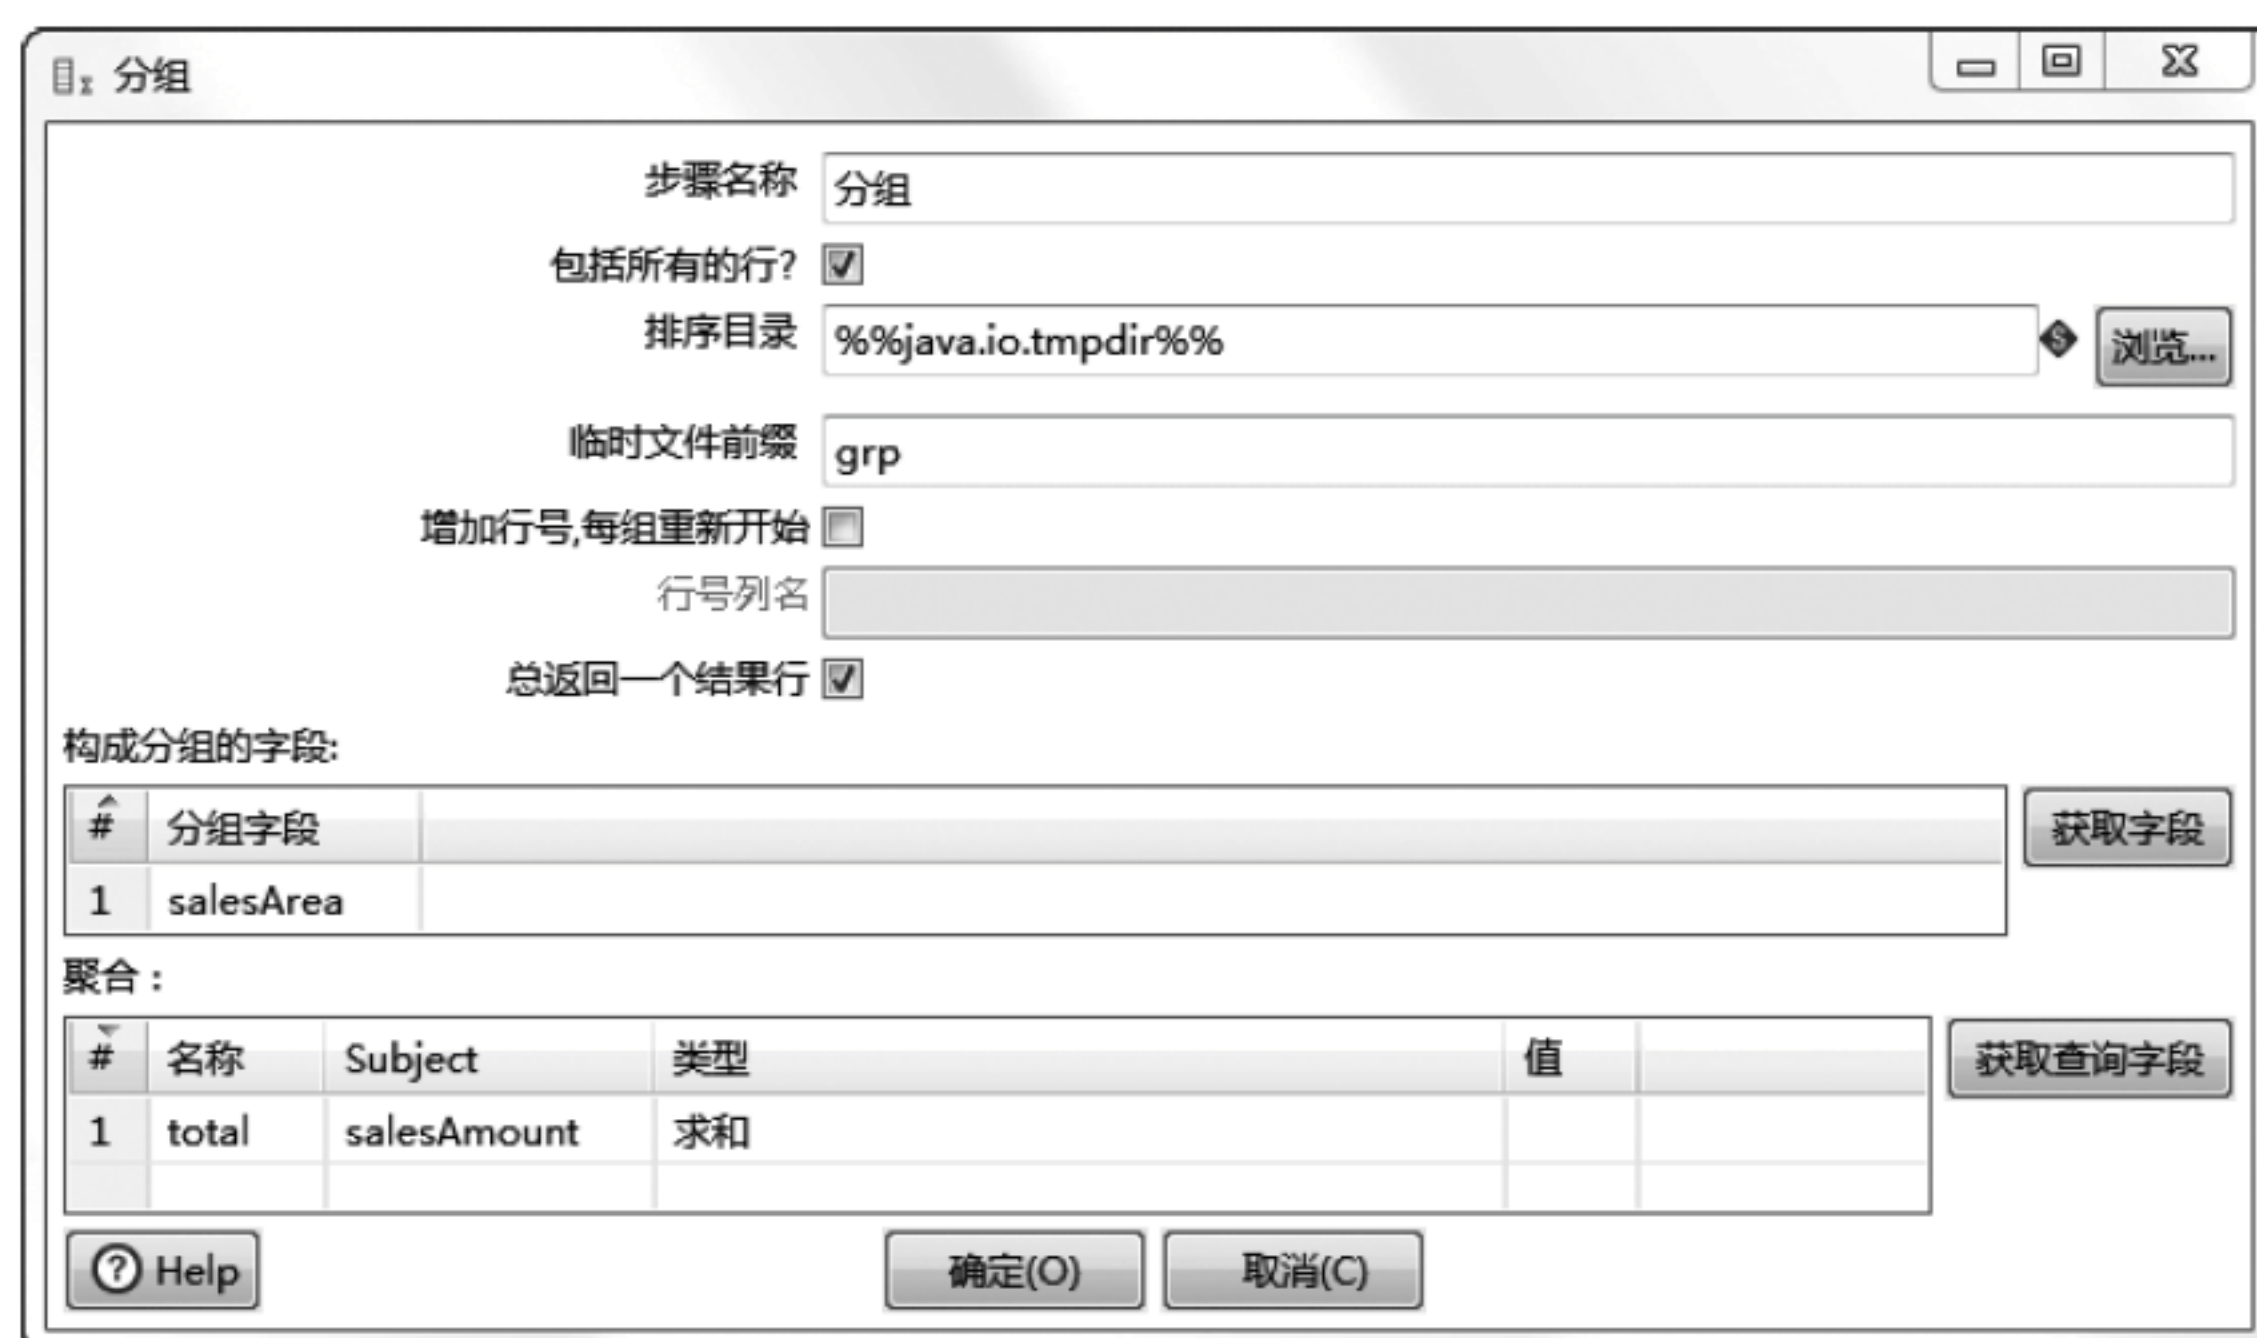 分组
步骤名称 分组
包括所有的行?
排序目录 %%java.io.tmpdir%% 浏览...
临时文件前缀 grp
增加行号,每组重新开始
行号列名
总返回一个结果行
构成分组的字段:
# 分组字段 获取字段
1 salesArea
聚合 :
# 名称 Subject 类型 值 获取查询字段
1 total salesAmount 求和
Help 确定(O) 取消(C)